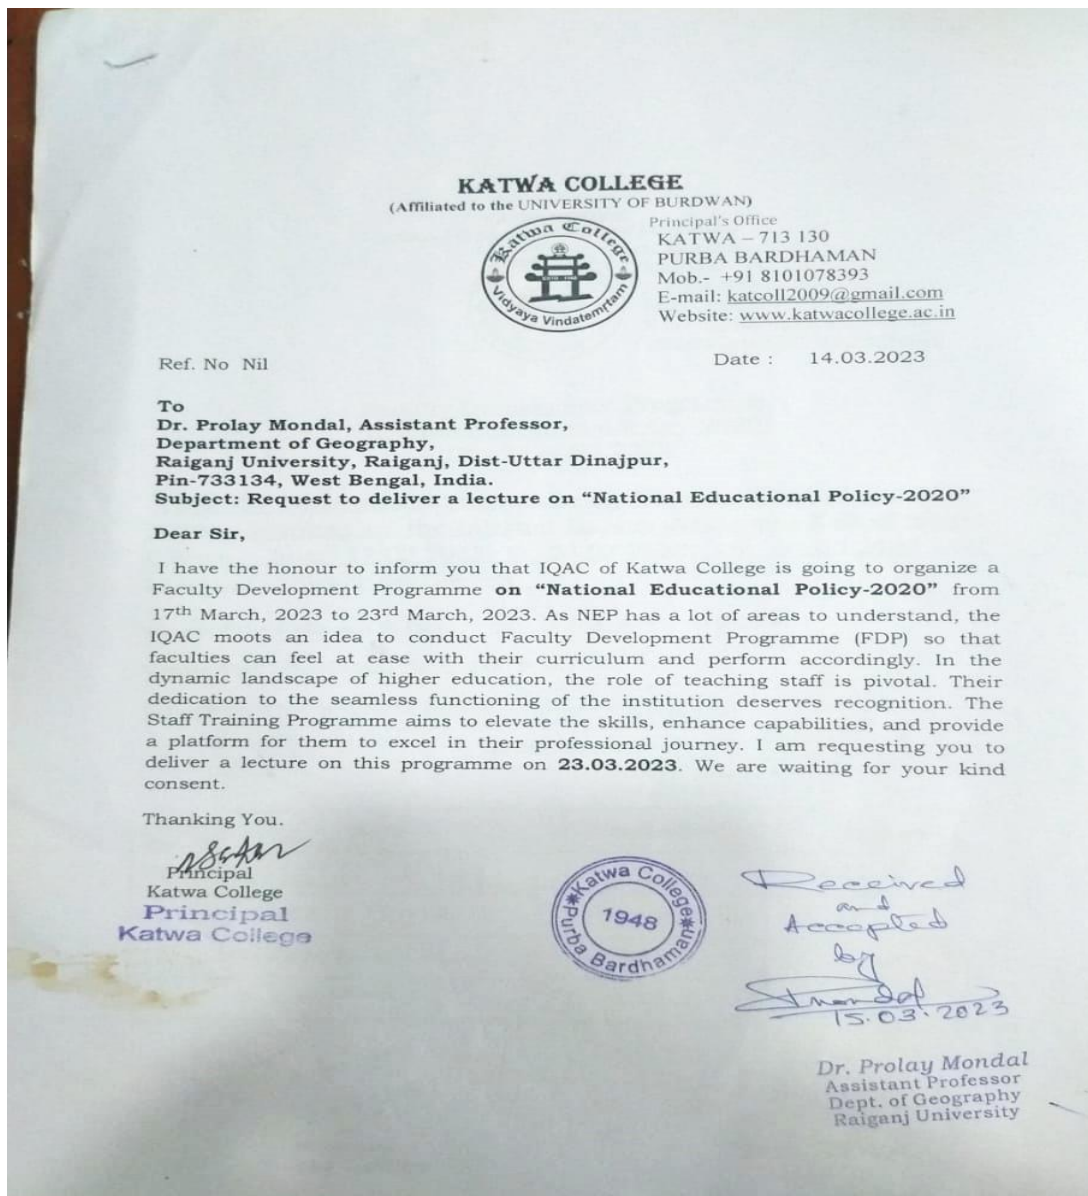 KATWA COLLEGE
(Affiliated to the UNIVERSITY OF BURDWAN)
Katwa College
Vidyaya Vindatemrtam
Principal's Office
KATWA – 713 130
PURBA BARDHAMAN
Mob.- +91 8101078393
E-mail: katcoll2009@gmail.com
Website: www.katwacollege.ac.in
Ref. No Nil
Date : 14.03.2023
To
Dr. Prolay Mondal, Assistant Professor,
Department of Geography,
Raiganj University, Raiganj, Dist-Uttar Dinajpur,
Pin-733134, West Bengal, India.
Subject: Request to deliver a lecture on “National Educational Policy-2020”
Dear Sir,
I have the honour to inform you that IQAC of Katwa College is going to organize a
Faculty Development Programme on “National Educational Policy-2020” from
17th March, 2023 to 23rd March, 2023. As NEP has a lot of areas to understand, the
IQAC moots an idea to conduct Faculty Development Programme (FDP) so that
faculties can feel at ease with their curriculum and perform accordingly. In the
dynamic landscape of higher education, the role of teaching staff is pivotal. Their
dedication to the seamless functioning of the institution deserves recognition. The
Staff Training Programme aims to elevate the skills, enhance capabilities, and provide
a platform for them to excel in their professional journey. I am requesting you to
deliver a lecture on this programme on 23.03.2023. We are waiting for your kind
consent.
Thanking You.
Principal
Katwa College
Principal
Katwa College
Katwa College
1948
Purba Bardhaman
Received
and
Accepted
by
15.03.2023
Dr. Prolay Mondal
Assistant Professor
Dept. of Geography
Raiganj University